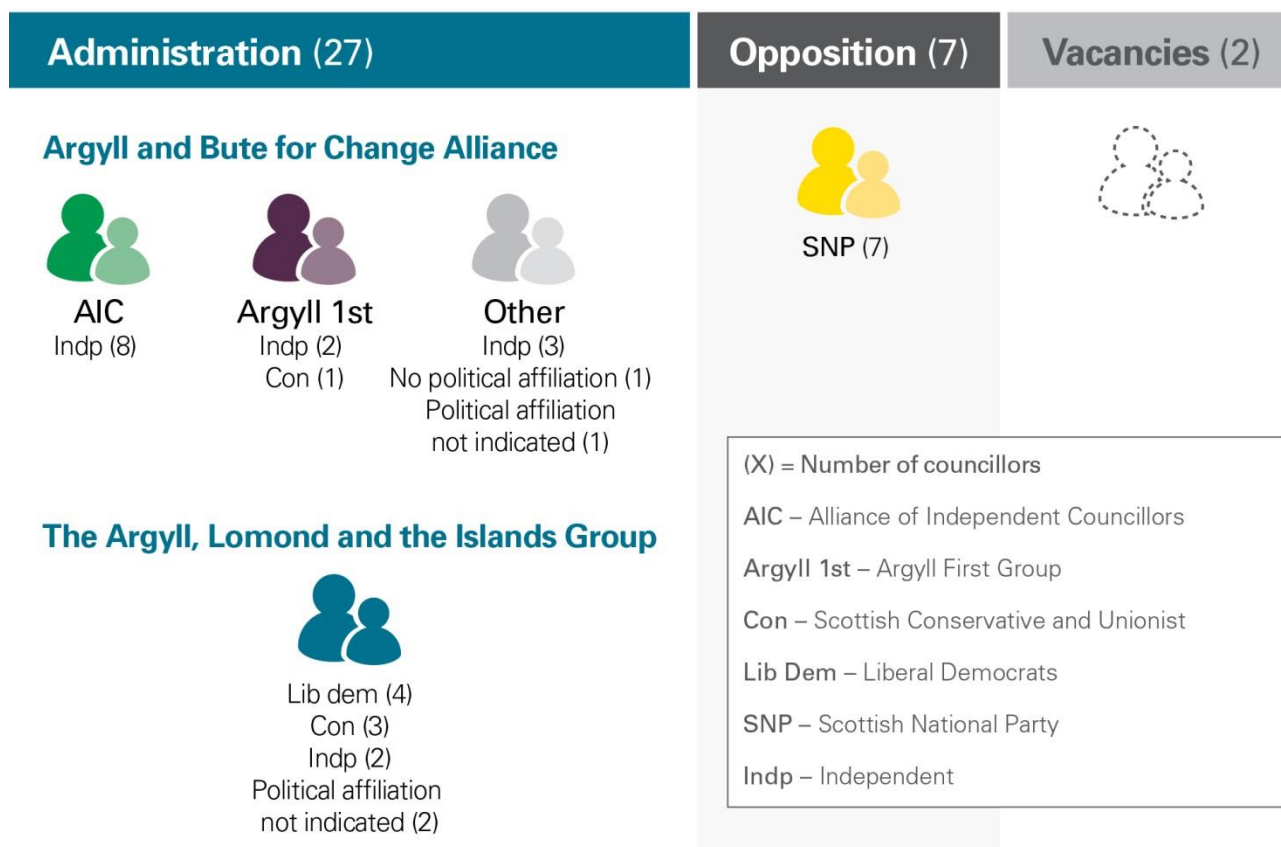 Administration (27)
Opposition (7)
Vacancies (2)
Argyll and Bute for Change Alliance
AIC
Indp (8)
Argyll 1st
Indp (2)
Con (1)
Other
Indp (3)
No political affiliation (1)
Political affiliation
not indicated (1)
The Argyll, Lomond and the Islands Group
Lib dem (4)
Con (3)
Indp (2)
Political affiliation
not indicated (2)
SNP (7)
(X) = Number of councillors
AIC – Alliance of Independent Councillors
Argyll 1st – Argyll First Group
Con – Scottish Conservative and Unionist
Lib Dem – Liberal Democrats
SNP – Scottish National Party
Indp – Independent